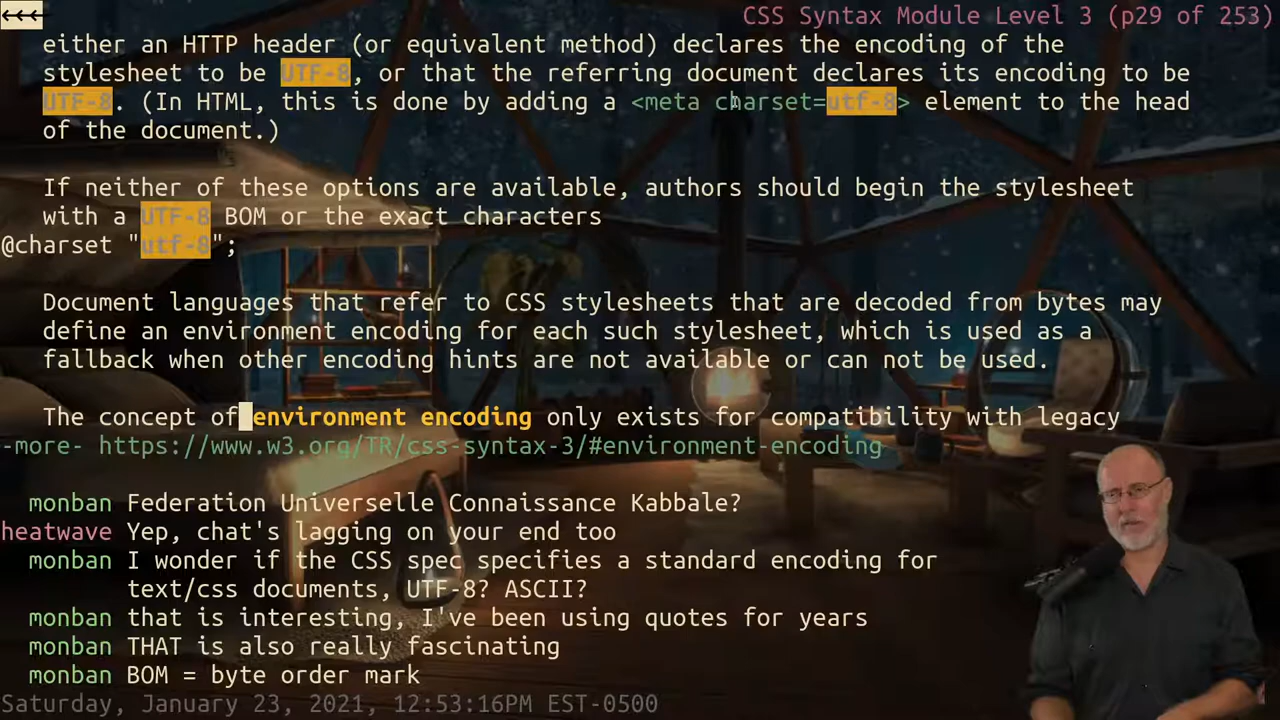 ←←← CSS Syntax Module Level 3 (p29 of 253)
either an HTTP header (or equivalent method) declares the encoding of the
stylesheet to be UTF-8, or that the referring document declares its encoding to be
UTF-8. (In HTML, this is done by adding a <meta charset=utf-8> element to the head
of the document.)
If neither of these options are available, authors should begin the stylesheet
with a UTF-8 BOM or the exact characters
@charset "utf-8";
Document languages that refer to CSS stylesheets that are decoded from bytes may
define an environment encoding for each such stylesheet, which is used as a
fallback when other encoding hints are not available or can not be used.
The concept of environment encoding only exists for compatibility with legacy
-more- https://www.w3.org/TR/css-syntax-3/#environment-encoding
monban Federation Universelle Connaissance Kabbale?
heatwave Yep, chat's lagging on your end too
monban I wonder if the CSS spec specifies a standard encoding for
text/css documents, UTF-8? ASCII?
monban that is interesting, I've been using quotes for years
monban THAT is also really fascinating
monban BOM = byte order mark
Saturday, January 23, 2021, 12:53:16PM EST-0500